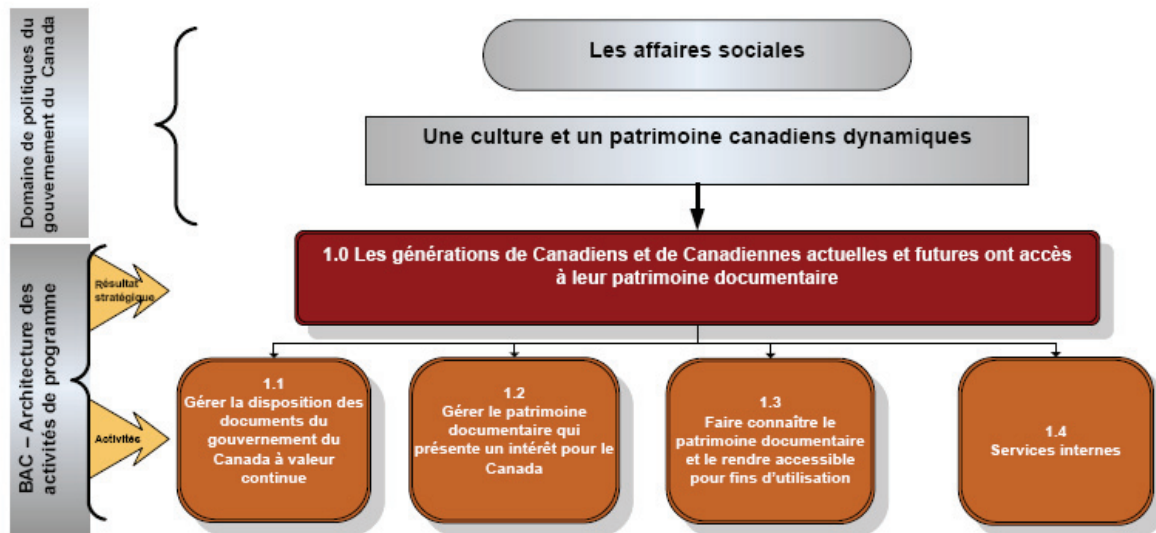 Domaine de politiques du
gouvernement du Canada
Les affaires sociales
Une culture et un patrimoine canadiens dynamiques
BAC – Architecture des
activités de programme
Résultat
stratégique
1.0 Les générations de Canadiens et de Canadiennes actuelles et futures ont accès
à leur patrimoine documentaire
Activités
1.1
Gérer la disposition des
documents du
gouvernement du
Canada à valeur
continue
1.2
Gérer le patrimoine
documentaire qui
présente un intérêt pour le
Canada
1.3
Faire connaître le
patrimoine documentaire
et le rendre accessible
pour fins d'utilisation
1.4
Services internes